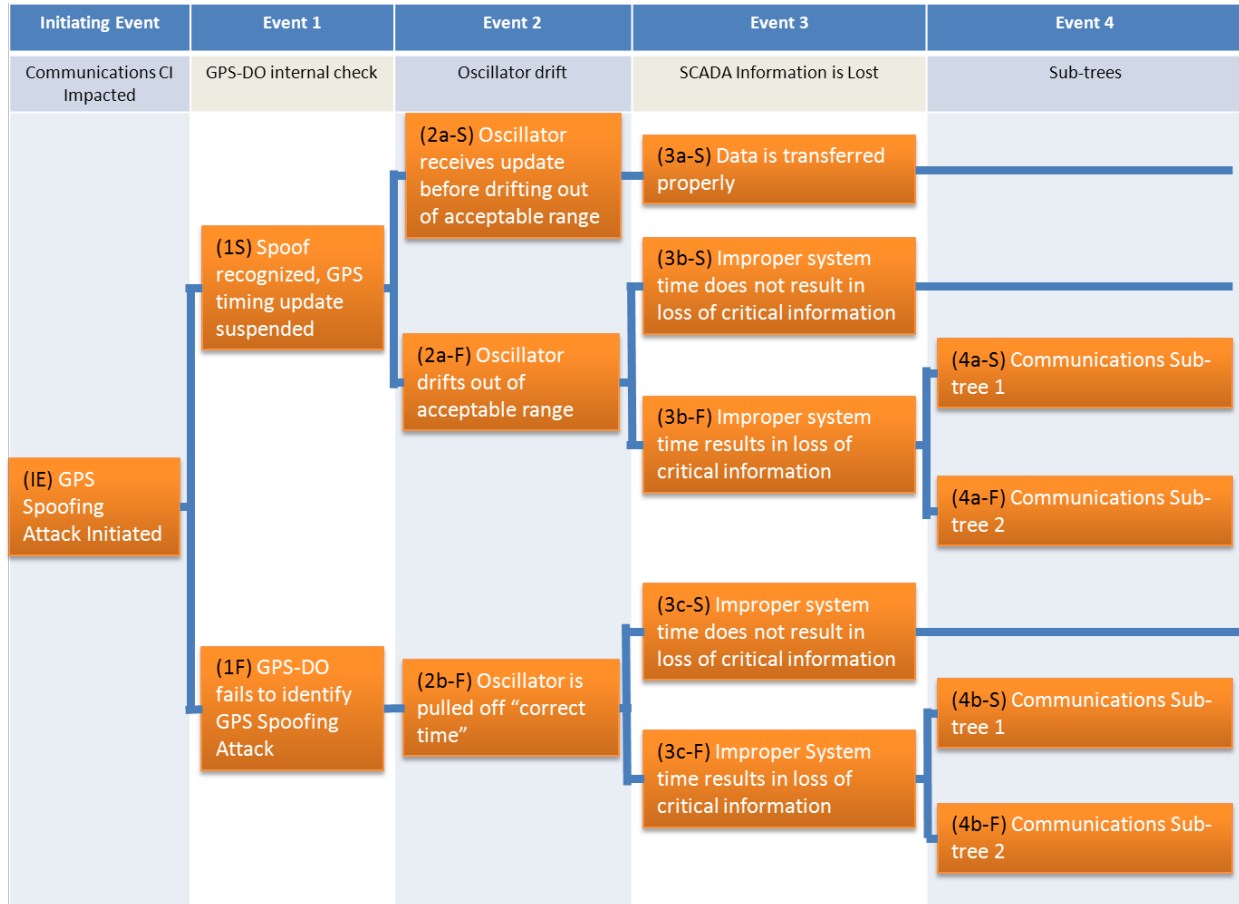 Initiating Event
Event 1
Event 2
Event 3
Event 4
Communications CI
Impacted
GPS-DO internal check
Oscillator drift
SCADA Information is Lost
Sub-trees
(2a-S) Oscillator
receives update
before drifting out
of acceptable range
(3a-S) Data is transferred
properly
(1S) Spoof
recognized, GPS
timing update
suspended
(3b-S) Improper system
time does not result in
loss of critical information
(2a-F) Oscillator
drifts out of
acceptable range
(4a-S) Communications Sub-
tree 1
(3b-F) Improper system
time results in loss of
critical information
(IE) GPS
Spoofing
Attack Initiated
(4a-F) Communications Sub-
tree 2
(3c-S) Improper system
time does not result in
loss of critical information
(1F) GPS-DO
fails to identify
GPS Spoofing
Attack
(2b-F) Oscillator is
pulled off “correct
time”
(4b-S) Communications Sub-
tree 1
(3c-F) Improper System
time results in loss of
critical information
(4b-F) Communications Sub-
tree 2